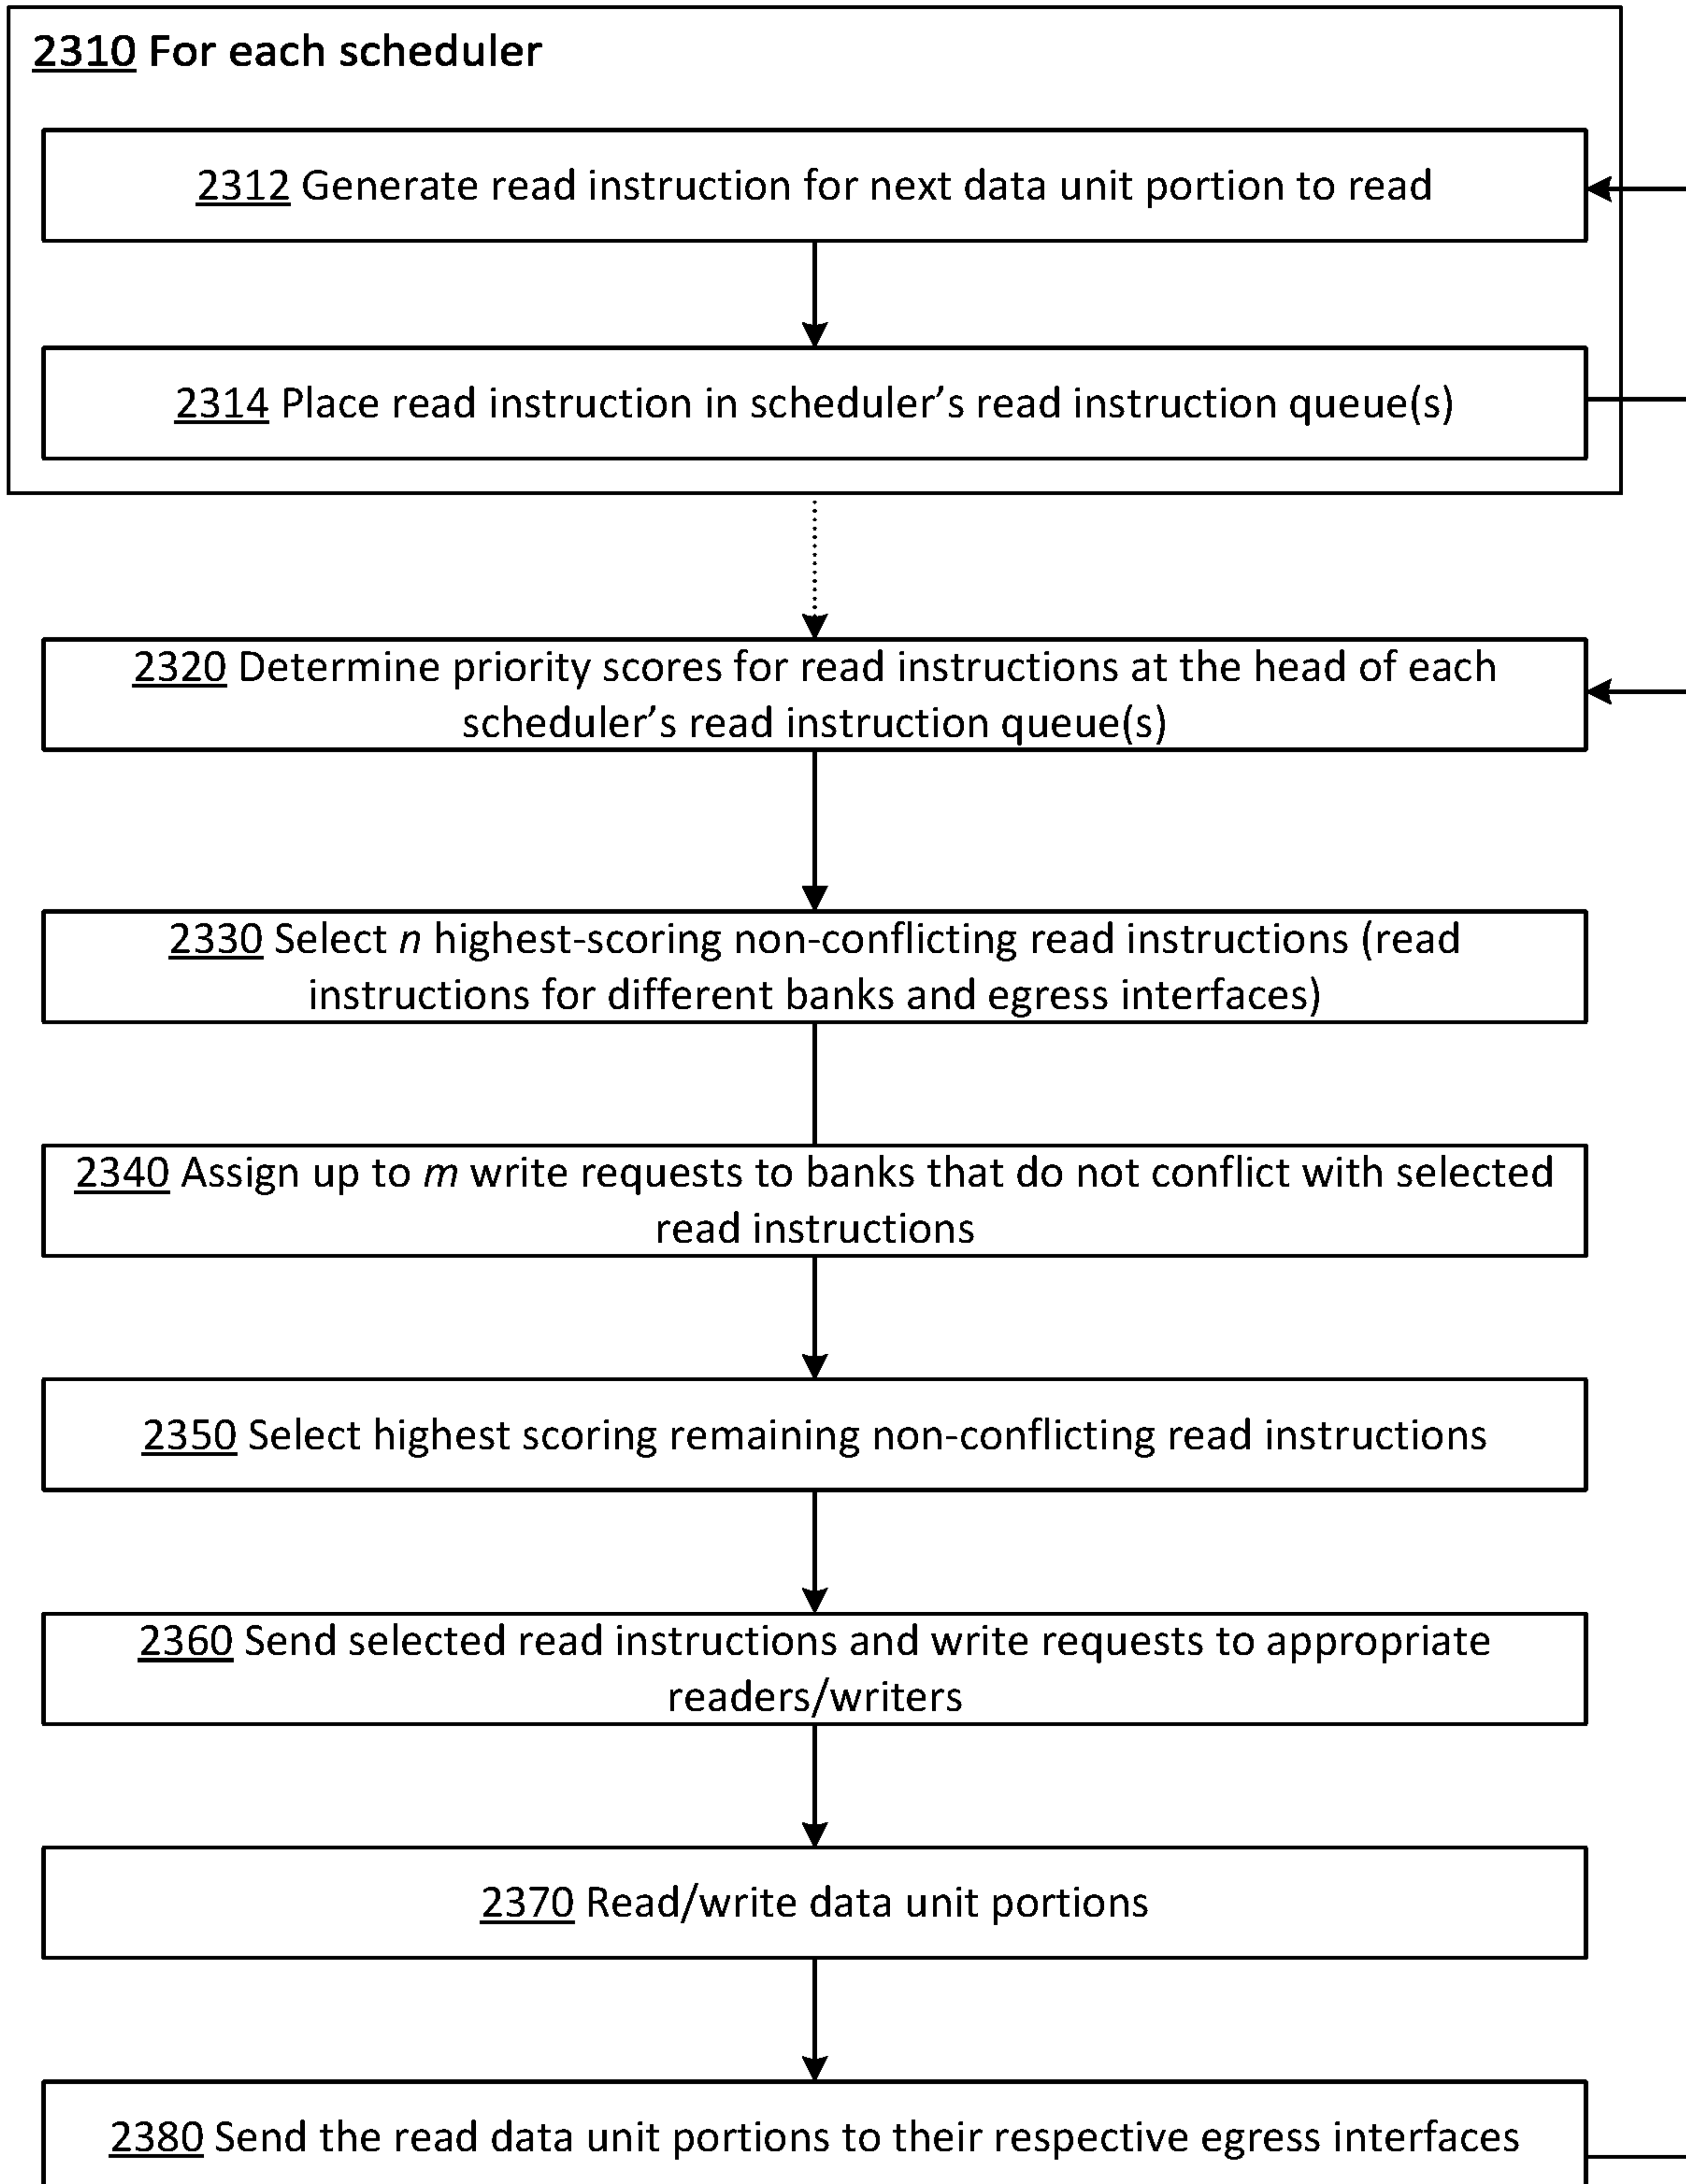 2310 For each scheduler
2312 Generate read instruction for next data unit portion to read
2314 Place read instruction in scheduler’s read instruction queue(s)
2320 Determine priority scores for read instructions at the head of each
scheduler’s read instruction queue(s)
2330 Select n highest-scoring non-conflicting read instructions (read
instructions for different banks and egress interfaces)
2340 Assign up to m write requests to banks that do not conflict with selected
read instructions
2350 Select highest scoring remaining non-conflicting read instructions
2360 Send selected read instructions and write requests to appropriate
readers/writers
2370 Read/write data unit portions
2380 Send the read data unit portions to their respective egress interfaces